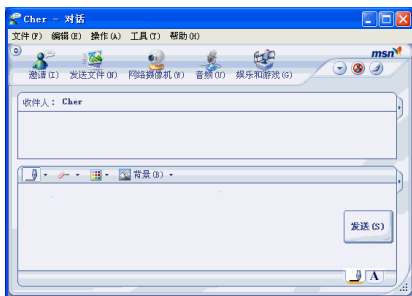 Cher - 对话
文件(F) 编辑(E) 操作(A) 工具(T) 帮助(H)
msn
邀请(I) 发送文件(N) 网络摄像机(W) 音频(U) 娱乐和游戏(G)
收件人: Cher
背景(B)
发送(S)
A